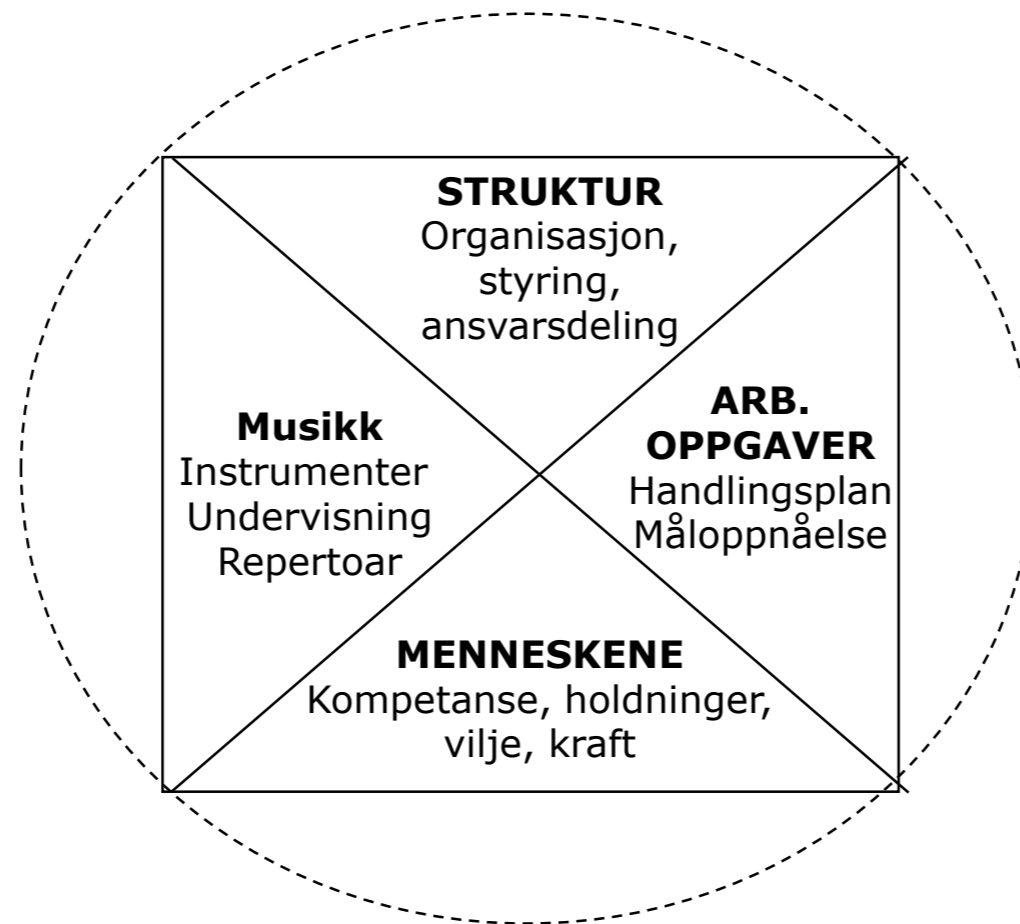 STRUKTUR
Organisasjon,
styring,
ansvarsdeling
Musikk
Instrumenter
Undervisning
Repertoar
ARB.
OPPGAVER
Handlingsplan
Måloppnåelse
MENNESKENE
Kompetanse, holdninger,
vilje, kraft